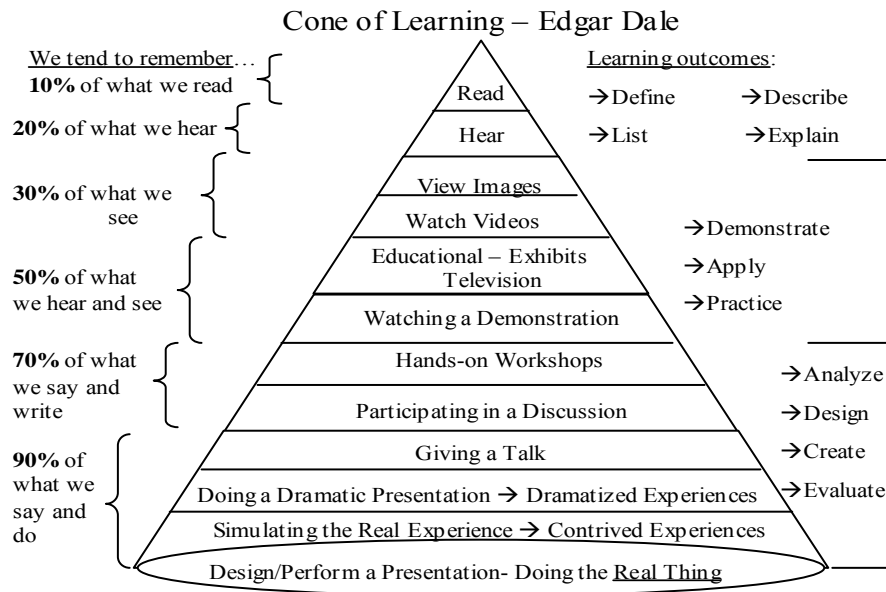 Cone of Learning – Edgar Dale
We tend to remember…
10% of what we read
20% of what we hear
30% of what we
see
50% of what
we hear and see
70% of what
we say and
write
90% of
what we
say and
do
Read
Hear
View Images
Watch Videos
Educational – Exhibits
Television
Watching a Demonstration
Hands-on Workshops
Participating in a Discussion
Giving a Talk
Doing a Dramatic Presentation → Dramatized Experiences
Simulating the Real Experience → Contrived Experiences
Design/Perform a Presentation- Doing the Real Thing
Learning outcomes:
→Define →Describe
→List →Explain
→Demonstrate
→Apply
→Practice
→Analyze
→Design
→Create
→Evaluate